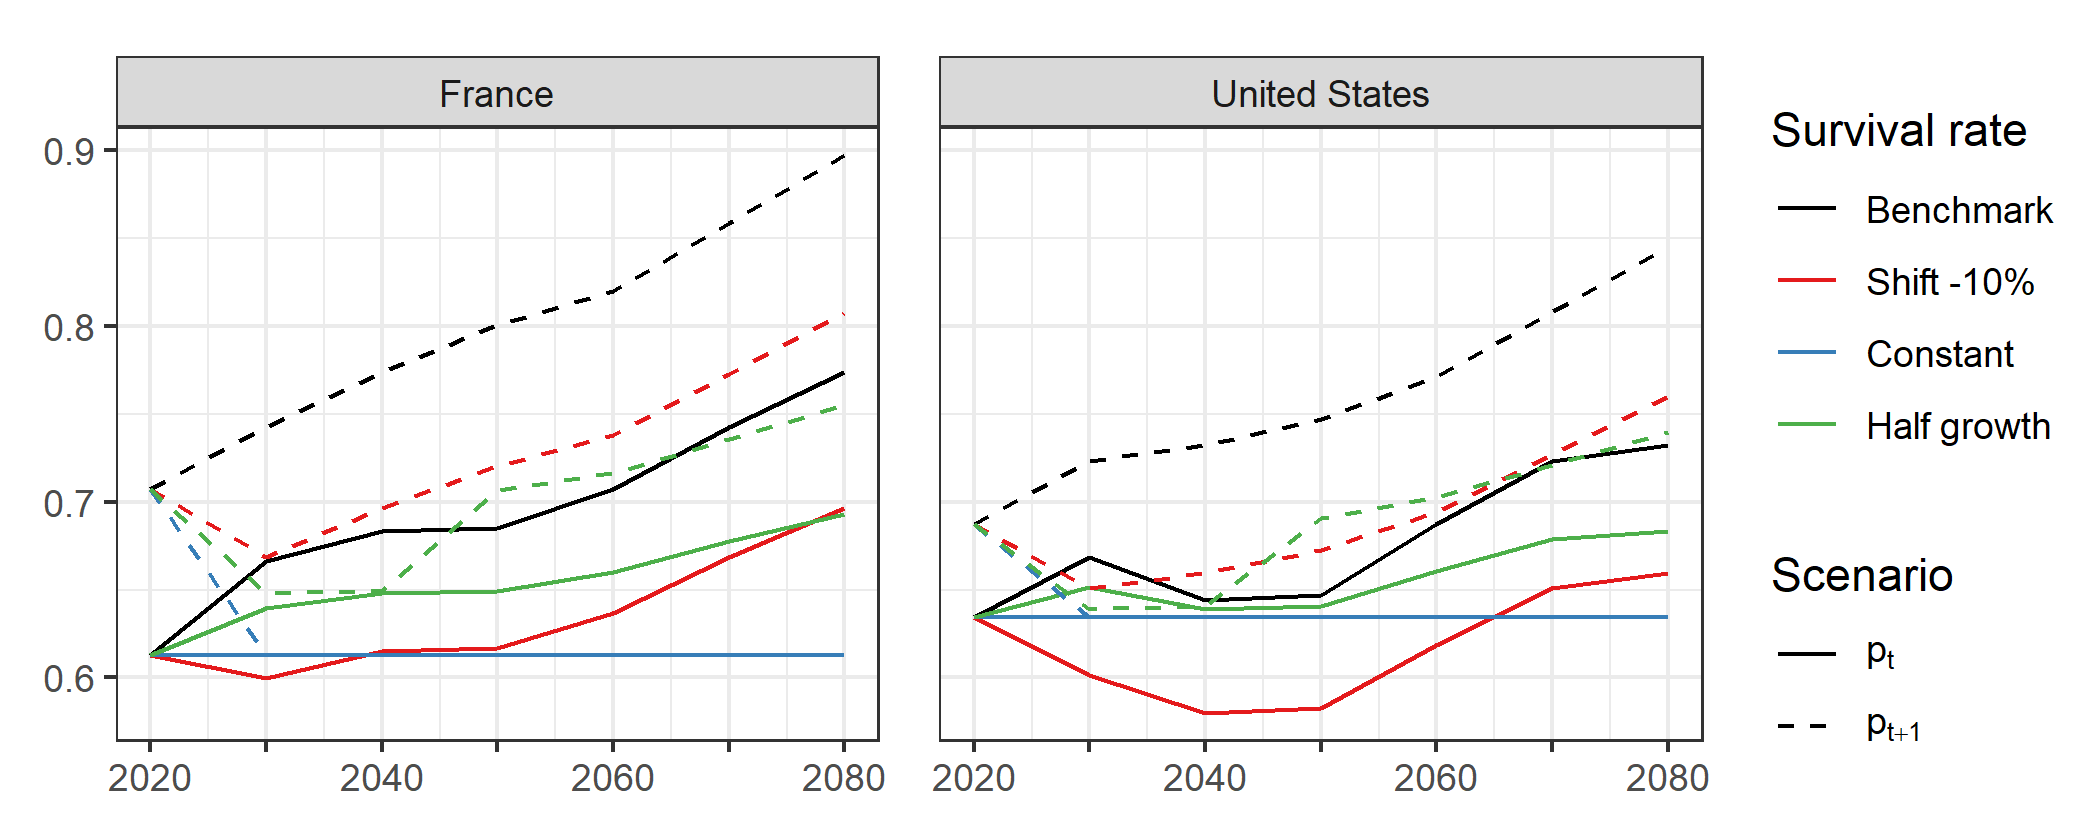 France
United States
0.9
0.8
0.7
0.6
2020 2040 2060 2080
2020 2040 2060 2080
Survival rate
Benchmark
Shift -10%
Constant
Half growth
Scenario
pt
pt+1